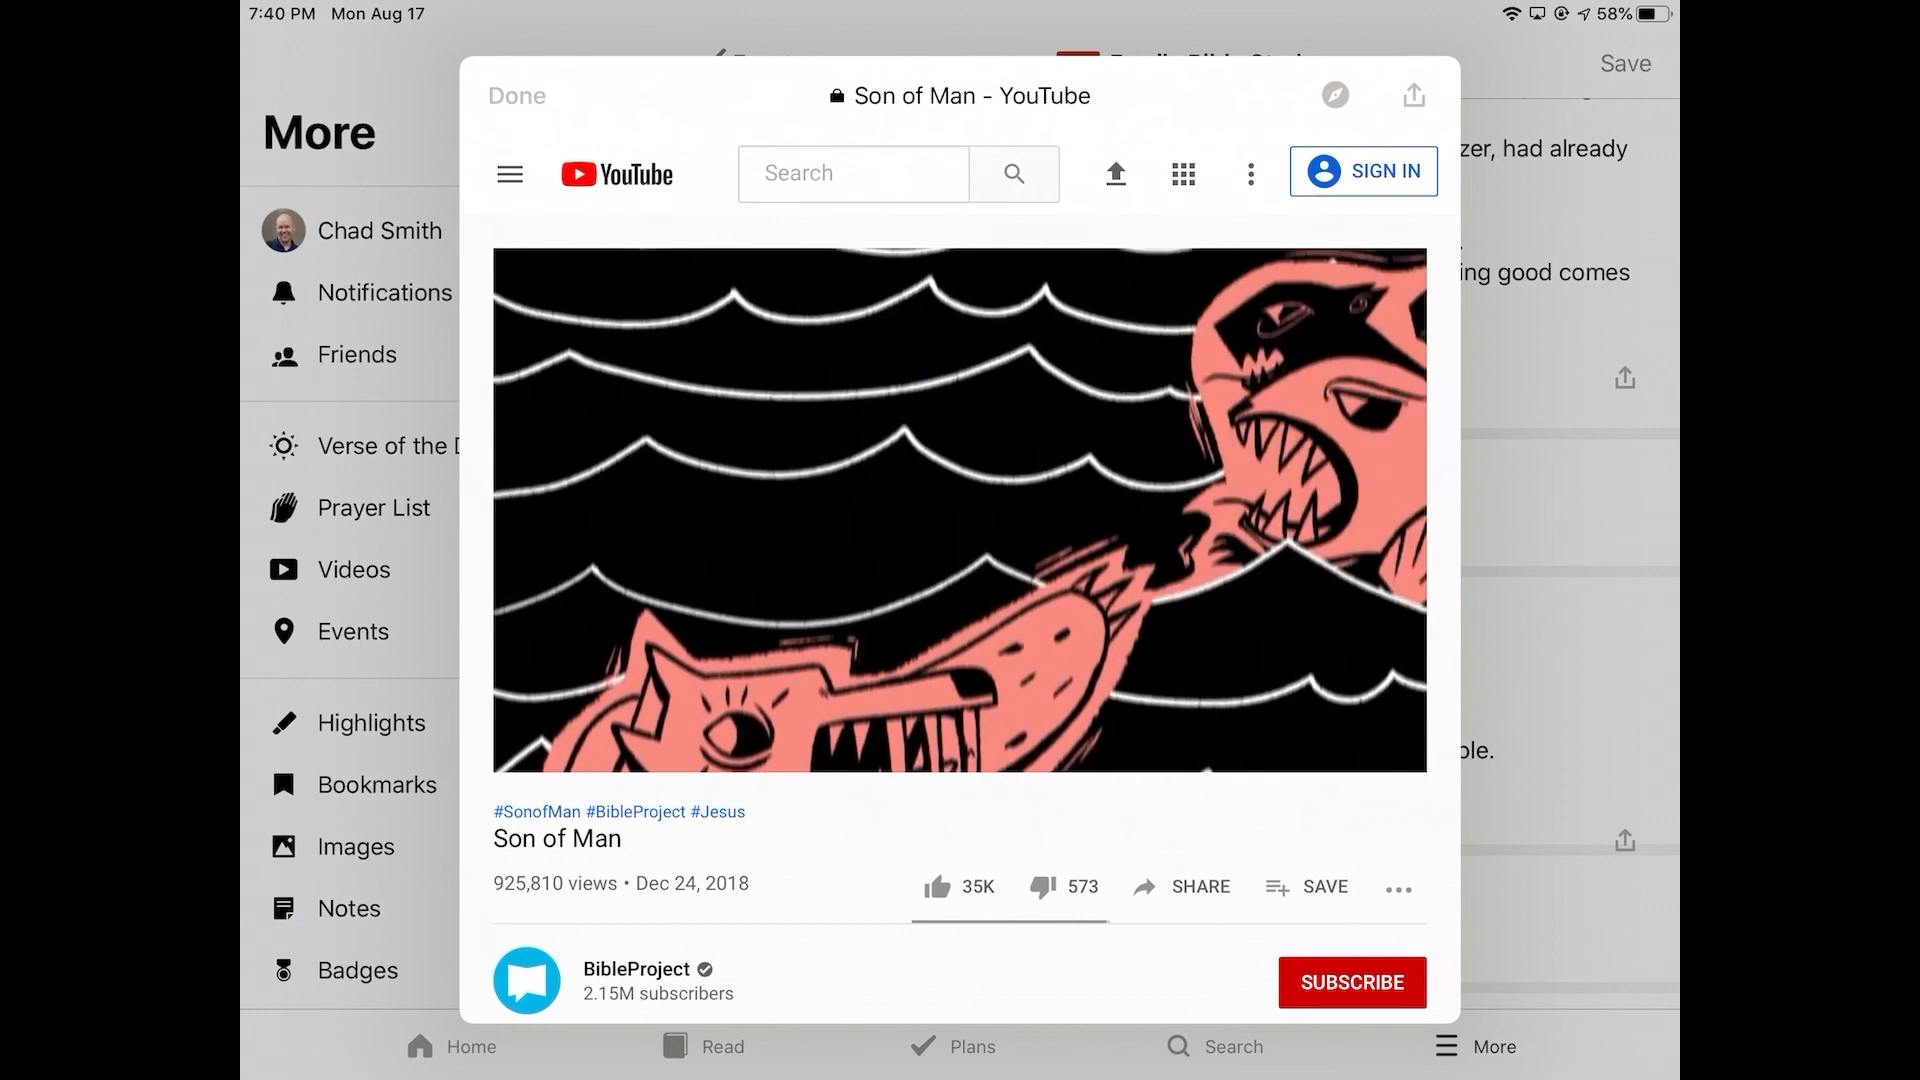 7:40 PM Mon Aug 17
58%
Save
Done
Son of Man - YouTube
More
zer, had already
YouTube
Search
SIGN IN
Chad Smith
ing good comes
Notifications
Friends
Verse of the
Prayer List
Videos
Events
Highlights
ble.
Bookmarks
#SonofMan #BibleProject #Jesus
Son of Man
Images
925,810 views • Dec 24, 2018
35K
573
SHARE
SAVE
Notes
BibleProject
2.15M subscribers
SUBSCRIBE
Badges
Home
Read
Plans
Search
More